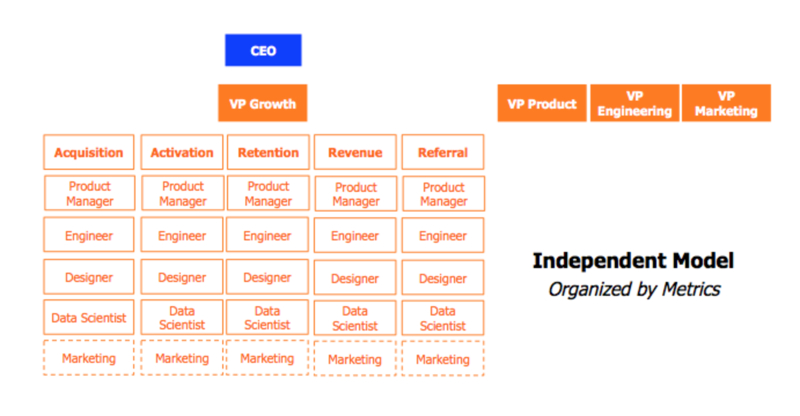 CEO
VP Growth
VP Product
VP
Engineering
VP
Marketing
Acquisition
Activation
Retention
Revenue
Referral
Product
Manager
Product
Manager
Product
Manager
Product
Manager
Product
Manager
Engineer
Engineer
Engineer
Engineer
Engineer
Designer
Designer
Designer
Designer
Designer
Data Scientist
Data
Scientist
Data
Scientist
Data
Scientist
Data
Scientist
Marketing
Marketing
Marketing
Marketing
Marketing
Independent Model
Organized by Metrics